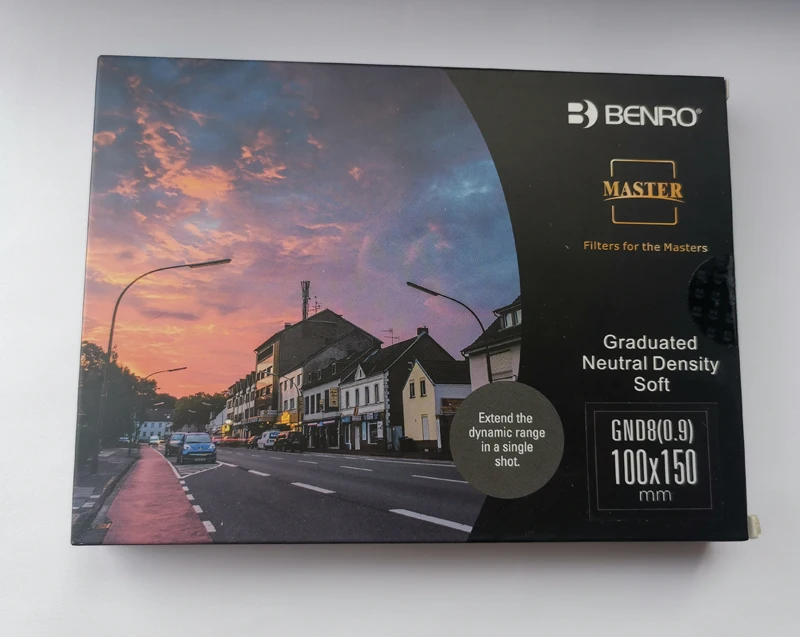 BENRO®
MASTER
Filters for the Masters
Graduated
Neutral Density
Soft
Extend the
dynamic range
in a single
shot.
GND8(0.9)
100x150
mm